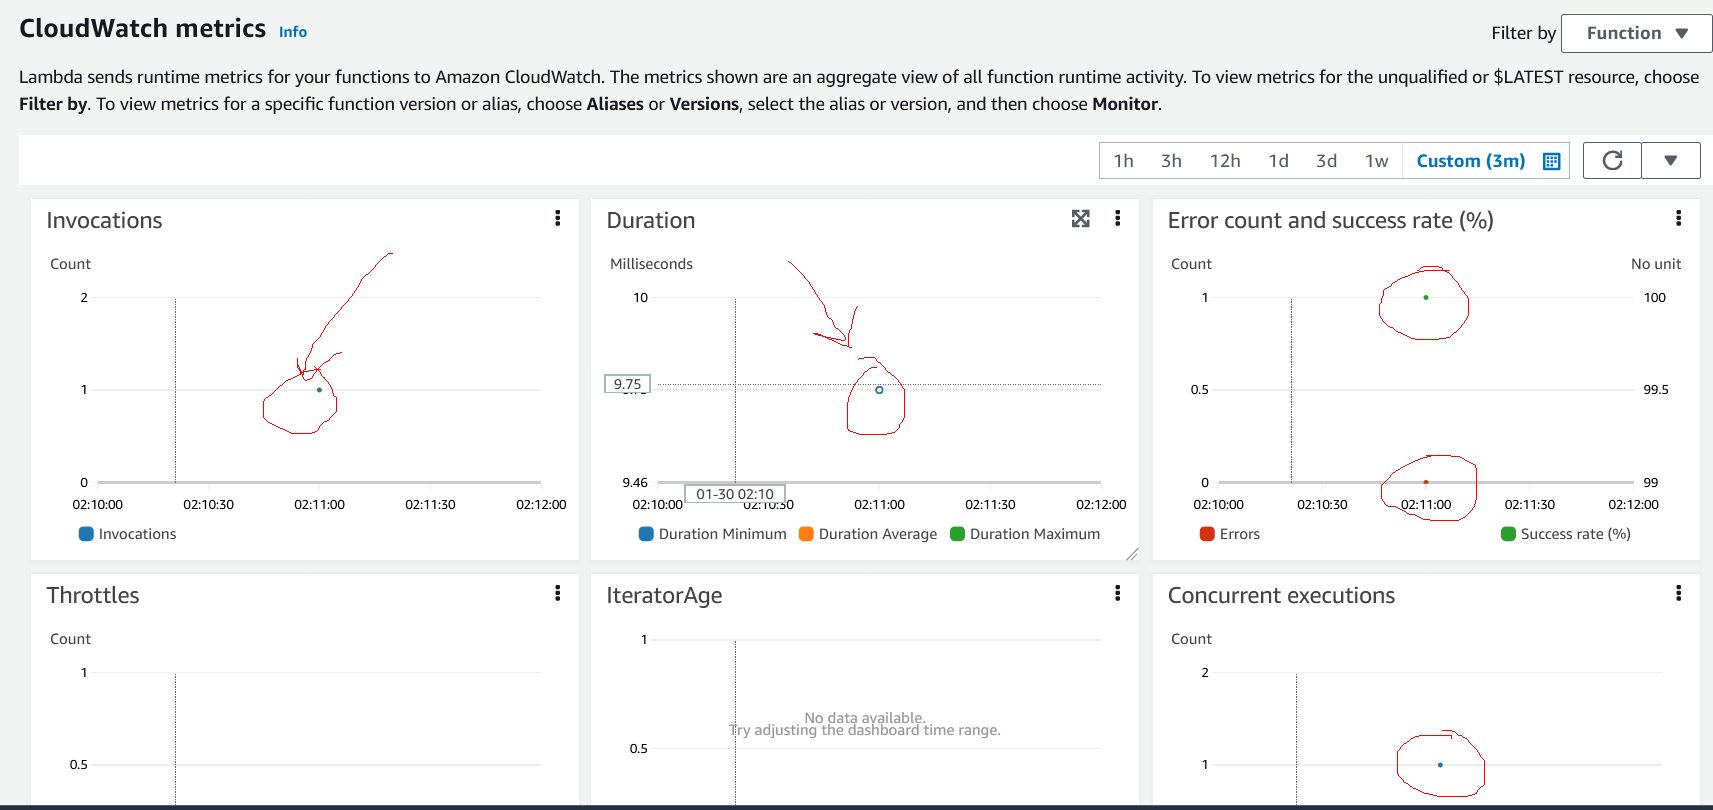 CloudWatch metrics Info
Filter by Function
Lambda sends runtime metrics for your functions to Amazon CloudWatch. The metrics shown are an aggregate view of all function runtime activity. To view metrics for the unqualified or $LATEST resource, choose
Filter by. To view metrics for a specific function version or alias, choose Aliases or Versions, select the alias or version, and then choose Monitor.
1h 3h 12h 1d 3d 1w Custom (3m)
Invocations
Count
2
1
0
02:10:00 02:10:30 02:11:00 02:11:30 02:12:00
Invocations
Duration
Milliseconds
10
9.75
9.46
01-30 02:10
02:10:00 02:10:30 02:11:00 02:11:30 02:12:00
Duration Minimum Duration Average Duration Maximum
Error count and success rate (%)
Count No unit
1 100
0.5 99.5
0 99
02:10:00 02:10:30 02:11:00 02:11:30 02:12:00
Errors Success rate (%)
Throttles
Count
1
0.5
IteratorAge
1
No data available.
Try adjusting the dashboard time range.
0.5
Concurrent executions
Count
2
1